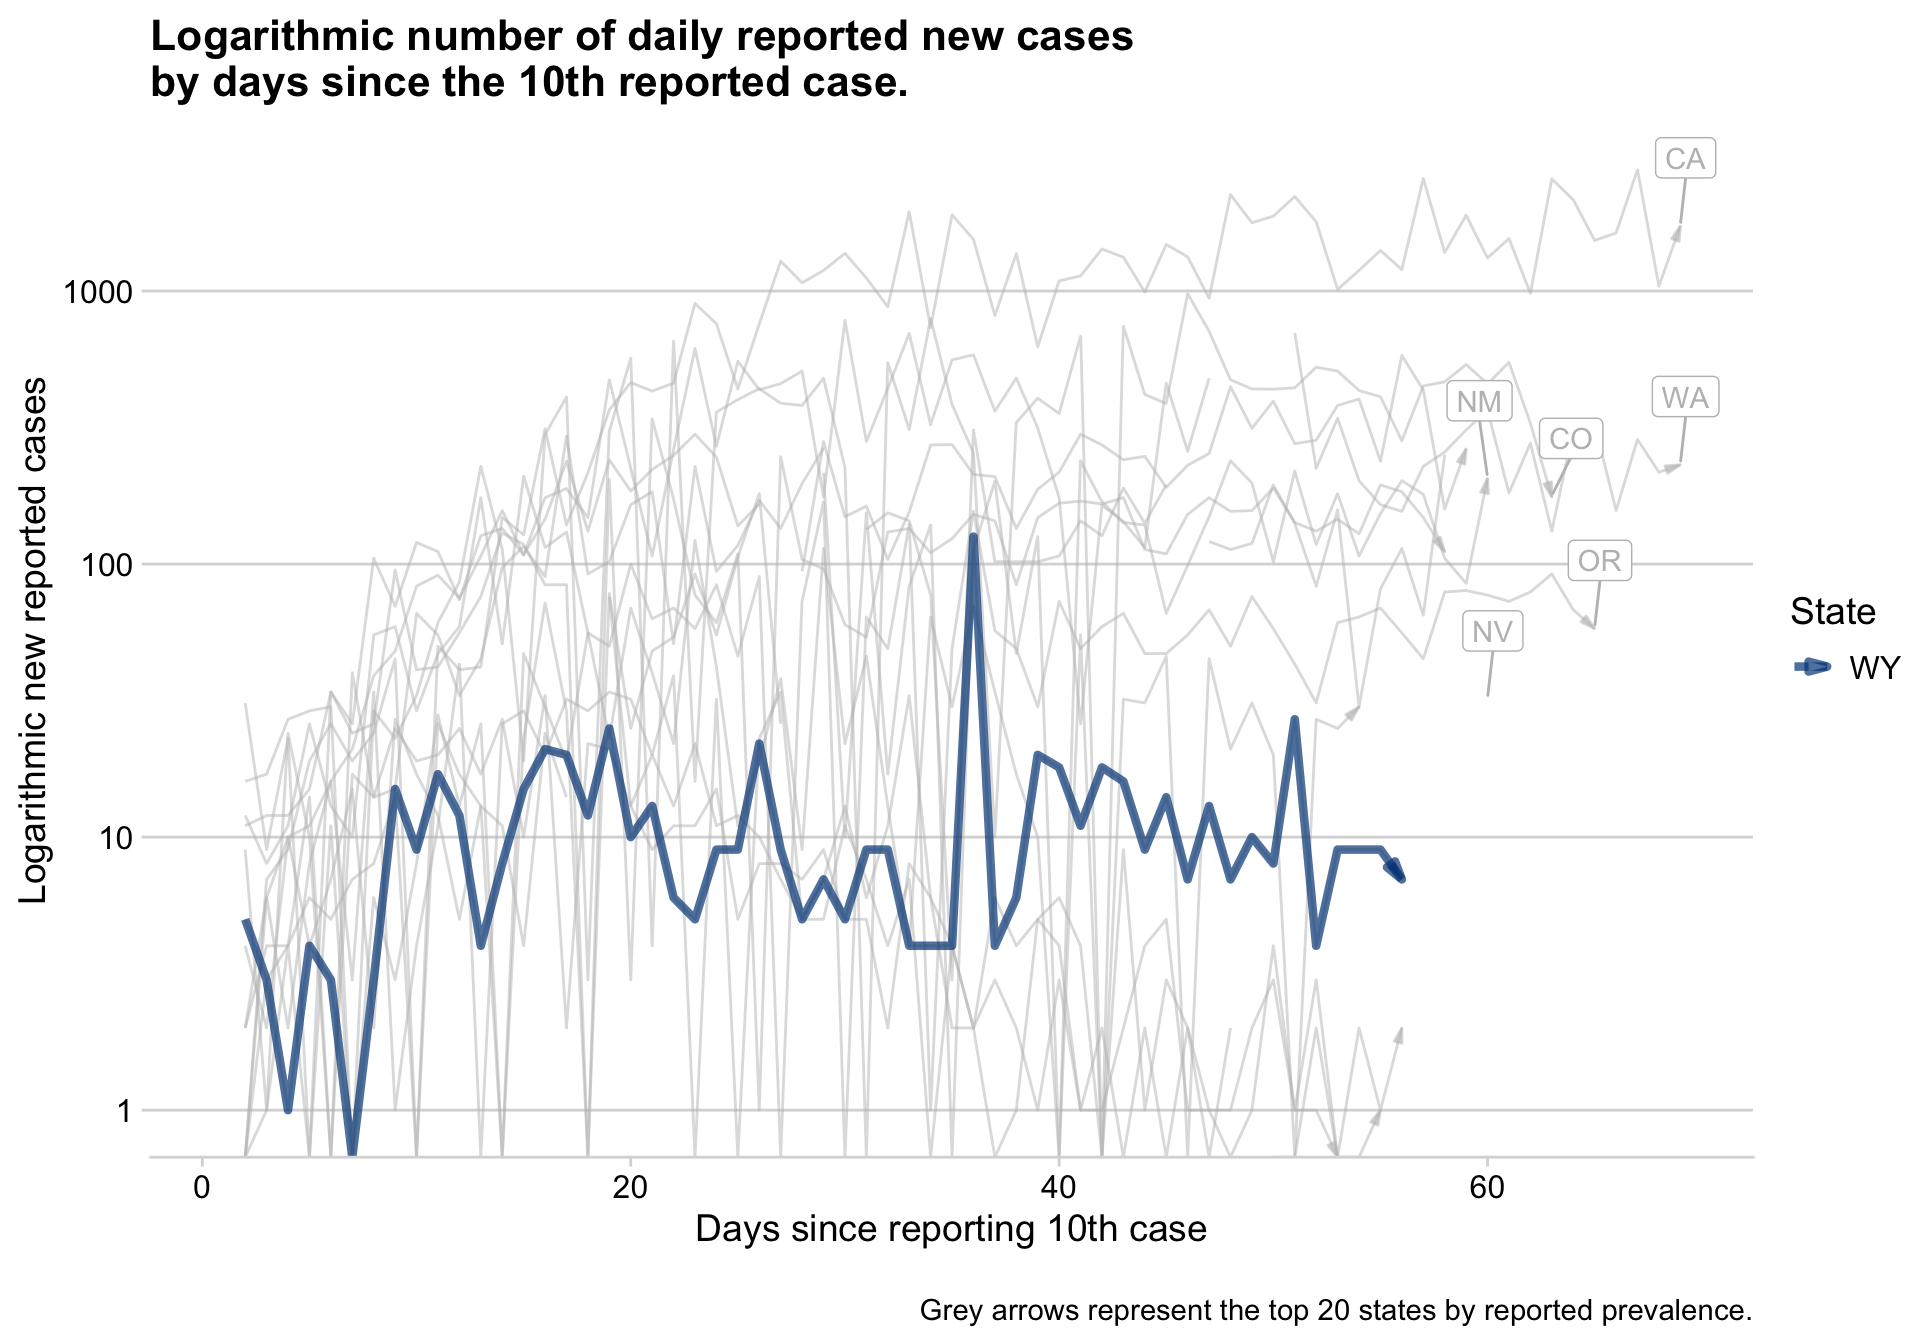 Logarithmic number of daily reported new cases
by days since the 10th reported case.
CA
WA
NM
CO
OR
NV
1000
100
10
1
Logarithmic new reported cases
0
20
40
60
Days since reporting 10th case
State
WY
Grey arrows represent the top 20 states by reported prevalence.